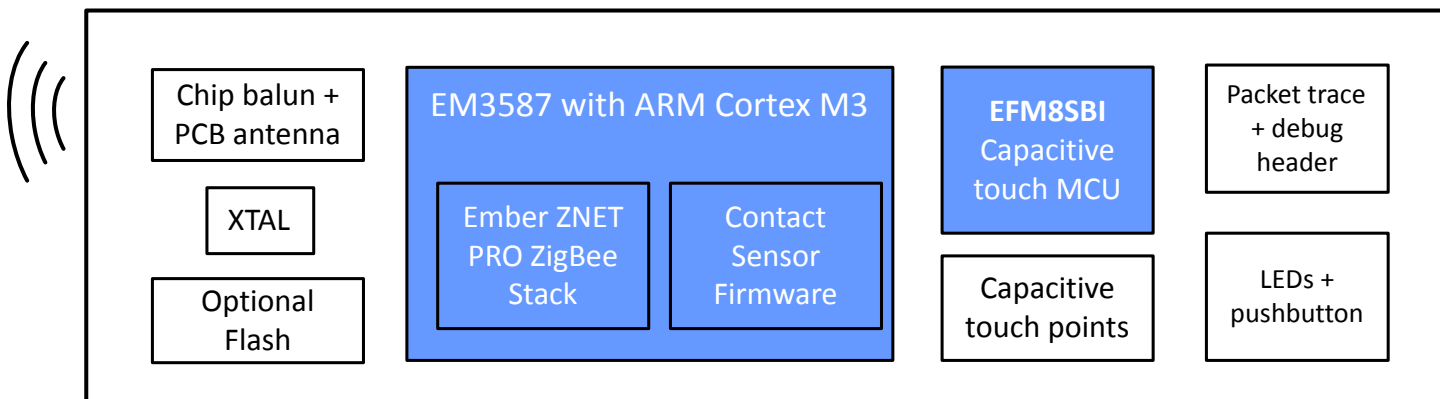 Chip balun +
PCB antenna
XTAL
Optional
Flash
EM3587 with ARM Cortex M3
Ember ZNET
PRO ZigBee
Stack
Contact
Sensor
Firmware
EFM8SBI
Capacitive
touch MCU
Capacitive
touch points
Packet trace
+ debug
header
LEDs +
pushbutton